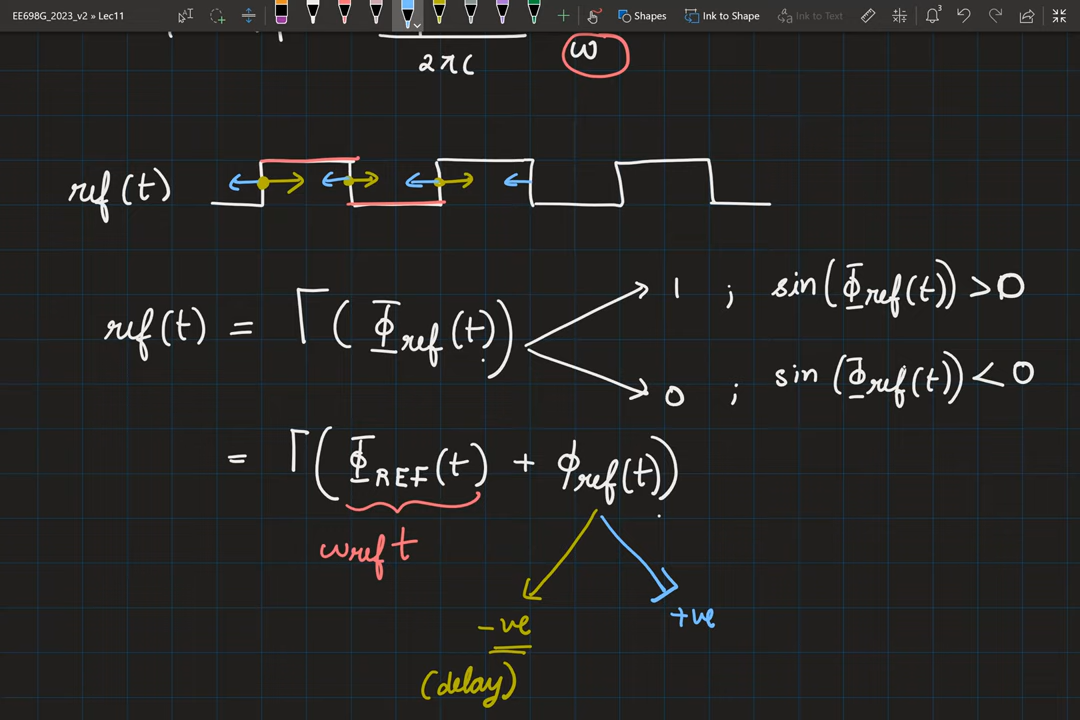 EE698G_2023_v2 » Lec11
Shapes
Ink to Shape
Ink to Text
3
2πC
ω
ref(t)
ref(t) = Γ(Φref(t))
1 ; sin(Φref(t)) > 0
0 ; sin(Φref(t)) < 0
= Γ(ΦREF(t) + ϕref(t))
ωref t
-ve
+ve
(delay)